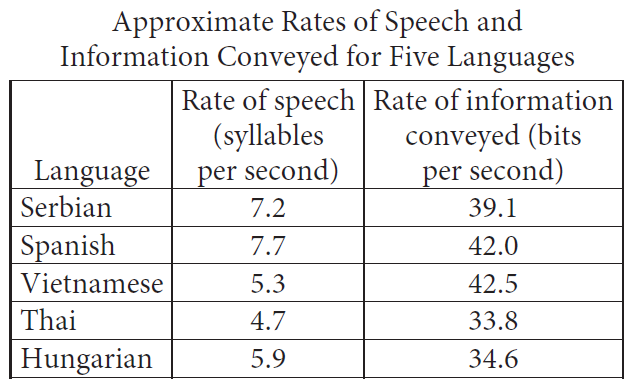 Approximate Rates of Speech and
Information Conveyed for Five Languages
Language
Rate of speech
(syllables
per second)
Rate of information
conveyed (bits
per second)
Serbian 7.2 39.1
Spanish 7.7 42.0
Vietnamese 5.3 42.5
Thai 4.7 33.8
Hungarian 5.9 34.6